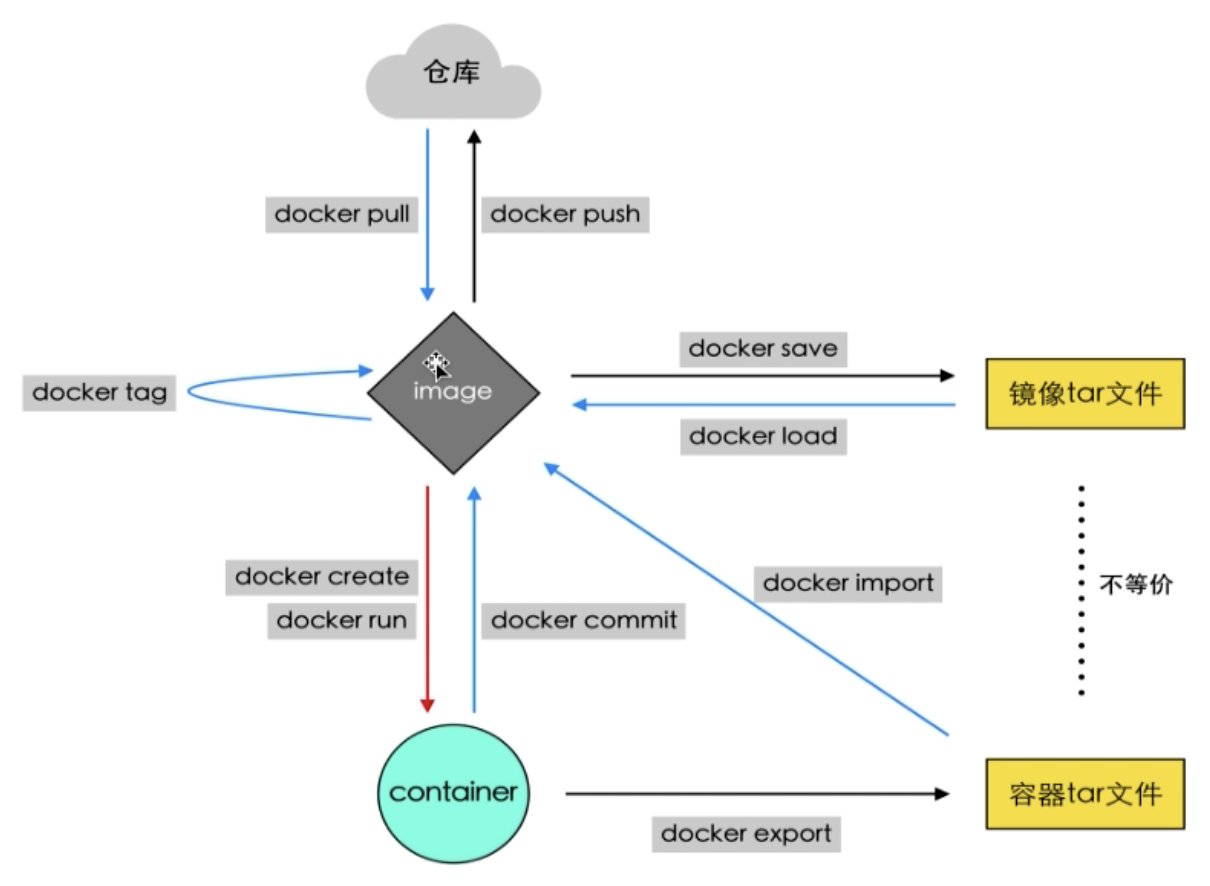 仓库
docker pull
docker push
docker save
docker tag
image
镜像tar文件
docker load
docker create
docker import
不等价
docker run
docker commit
container
容器tar文件
docker export